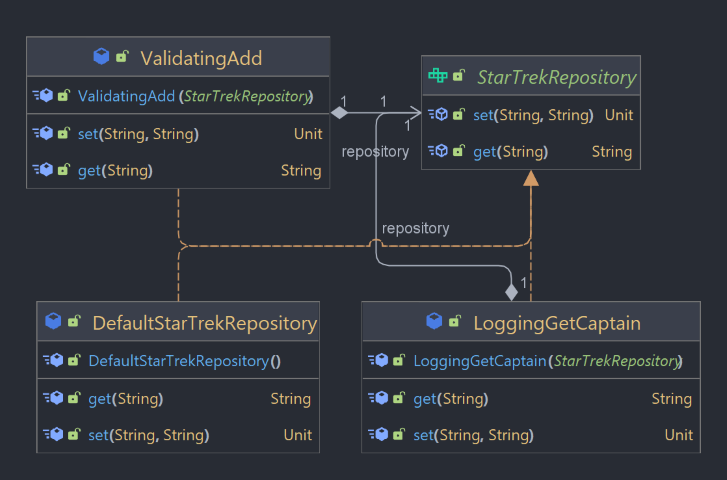 ValidatingAdd
ValidatingAdd(StarTrekRepository)
set(String, String) Unit
get(String) String
StarTrekRepository
set(String, String) Unit
get(String) String
1
1
1
repository
repository
1
DefaultStarTrekRepository
DefaultStarTrekRepository()
get(String) String
set(String, String) Unit
LoggingGetCaptain
LoggingGetCaptain(StarTrekRepository)
get(String) String
set(String, String) Unit